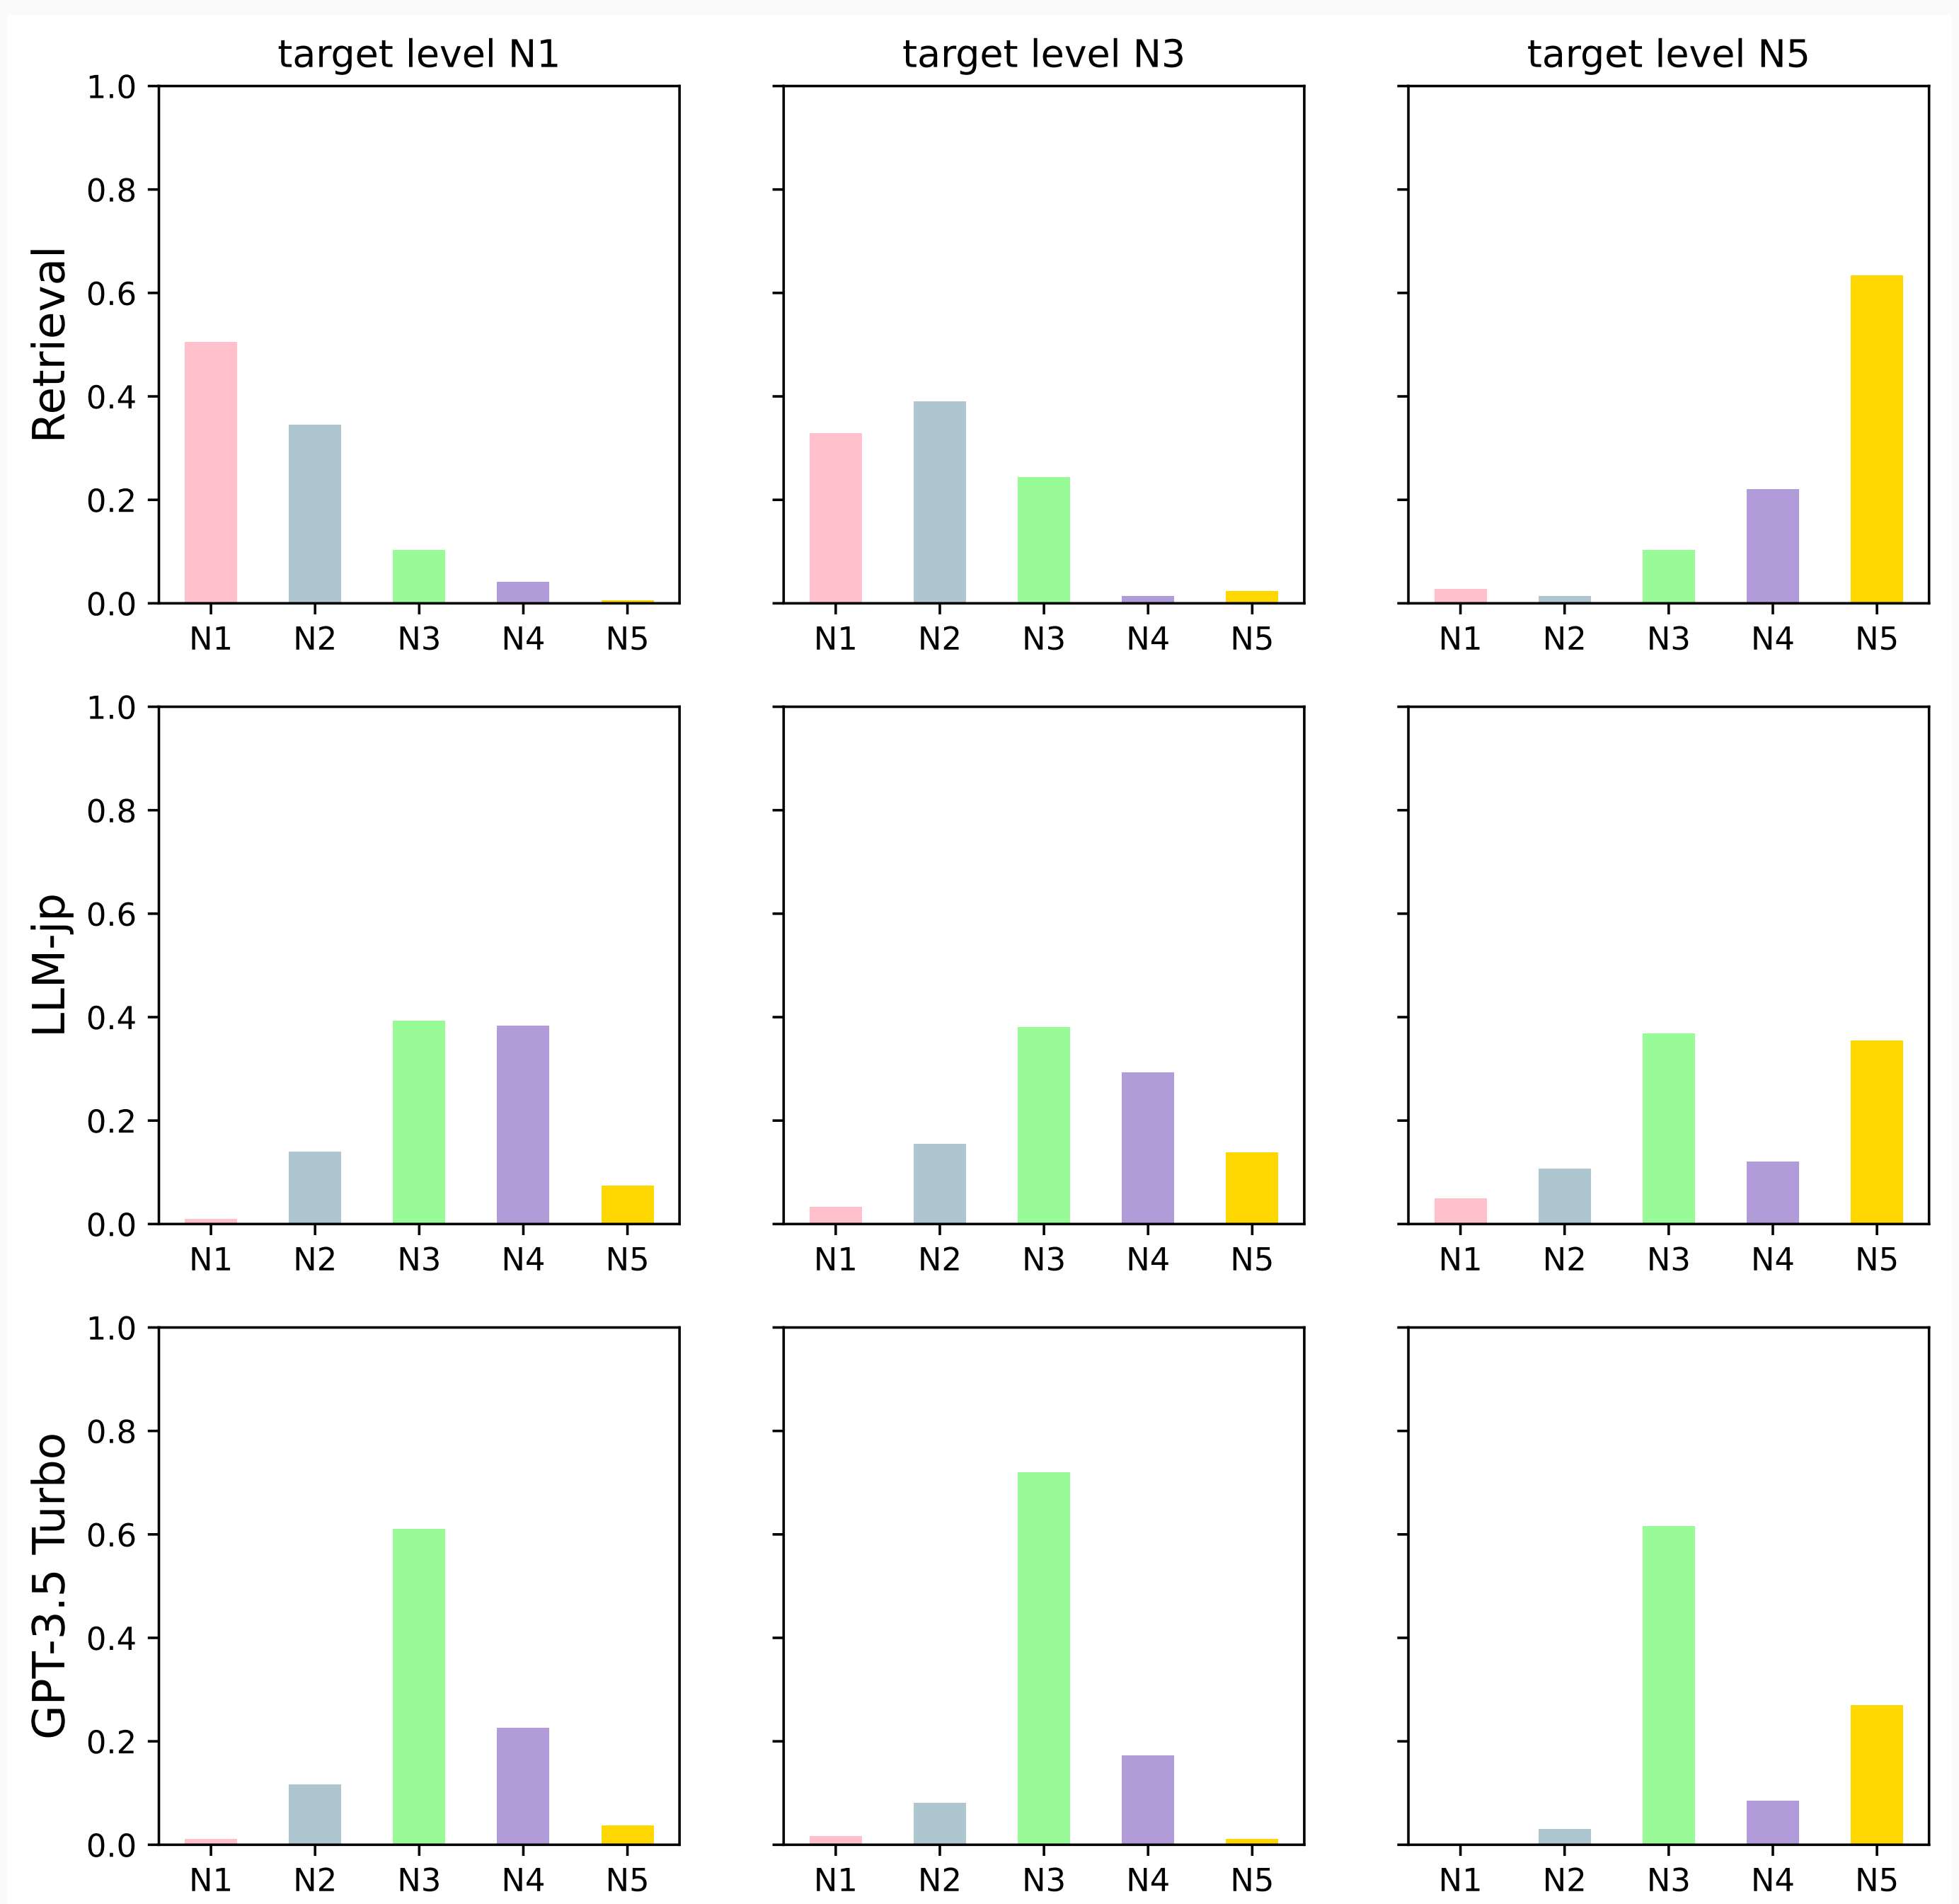 target level N1
target level N3
target level N5
Retrieval
1.0
0.8
0.6
0.4
0.2
0.0
N1 N2 N3 N4 N5
N1 N2 N3 N4 N5
N1 N2 N3 N4 N5
LLM-jp
1.0
0.8
0.6
0.4
0.2
0.0
N1 N2 N3 N4 N5
N1 N2 N3 N4 N5
N1 N2 N3 N4 N5
GPT-3.5 Turbo
1.0
0.8
0.6
0.4
0.2
0.0
N1 N2 N3 N4 N5
N1 N2 N3 N4 N5
N1 N2 N3 N4 N5